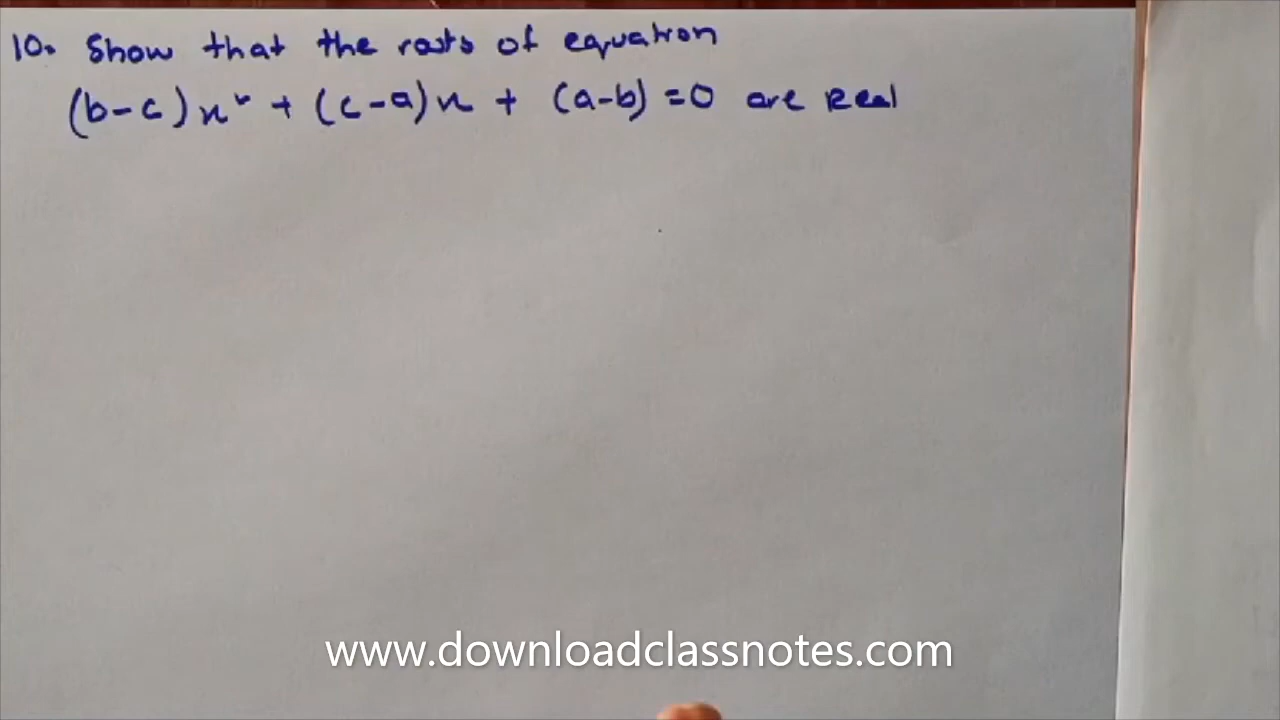 10. Show that the roots of equation
(b-c)x² + (c-a)x + (a-b) =0 are Real
www.downloadclassnotes.com